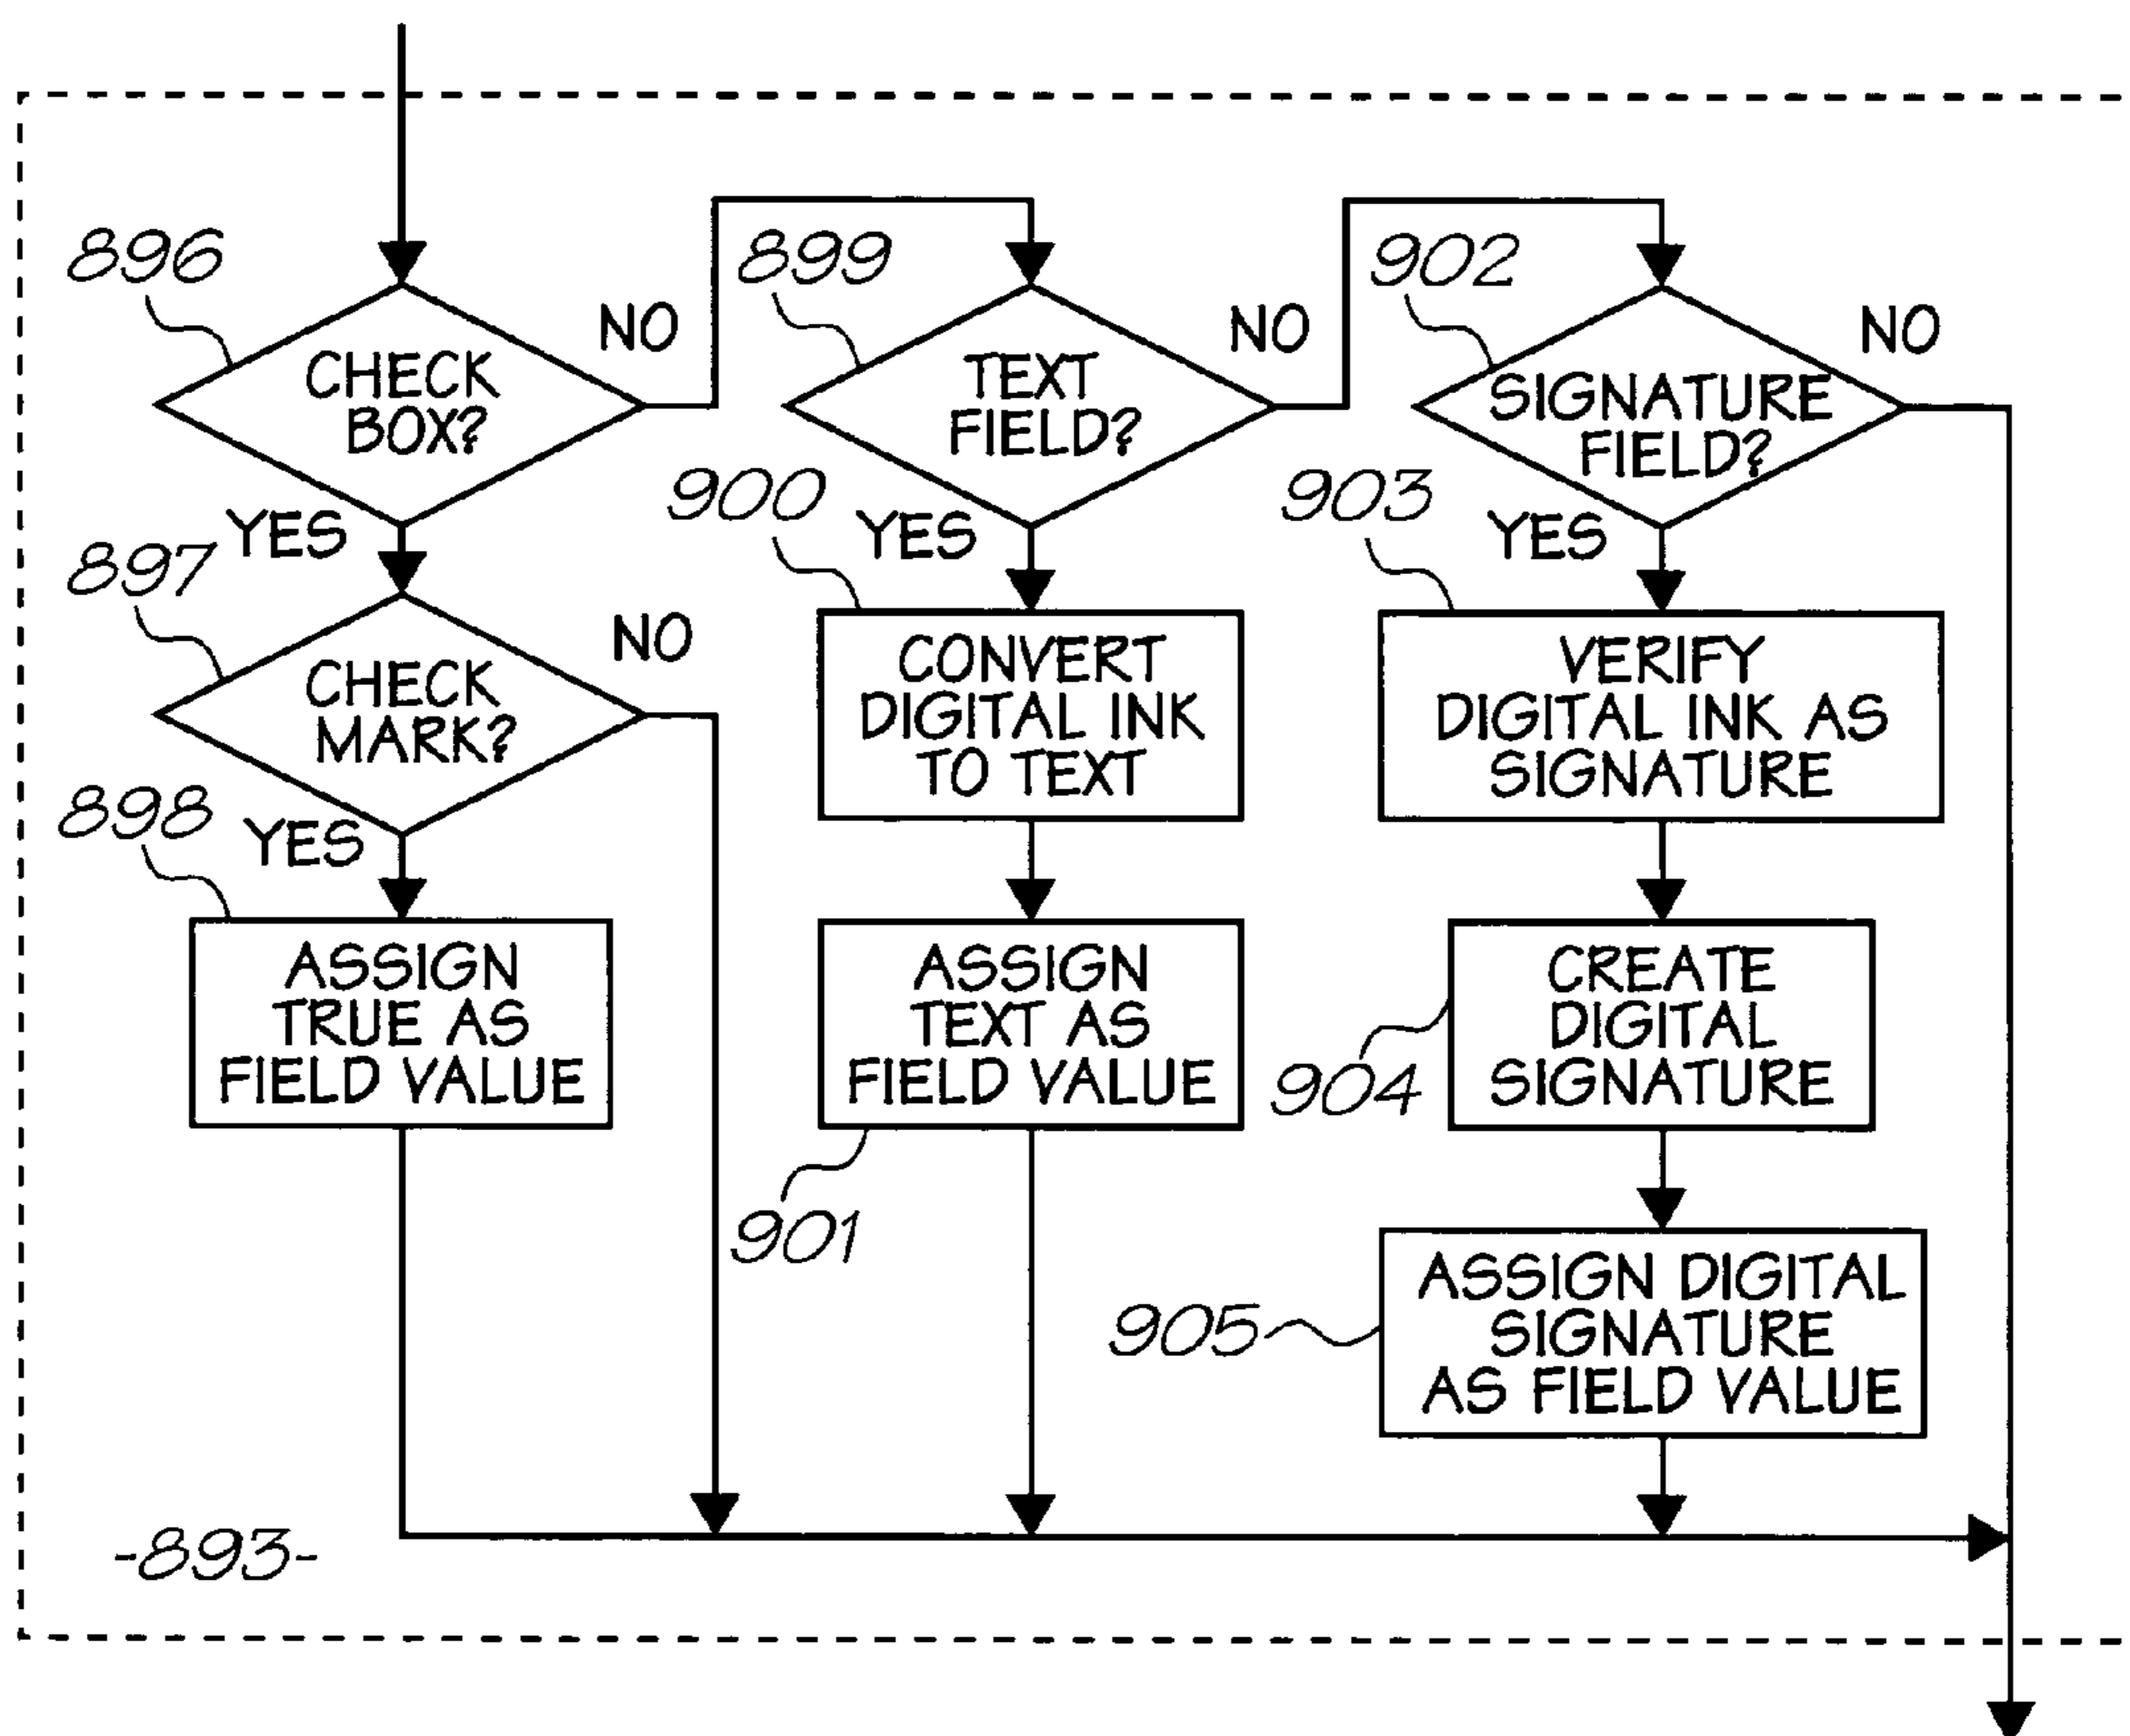 896
CHECK
BOX?
NO
YES
897
CHECK
MARK?
NO
YES
898
ASSIGN
TRUE AS
FIELD VALUE
899
TEXT
FIELD?
NO
YES
900
CONVERT
DIGITAL INK
TO TEXT
ASSIGN
TEXT AS
FIELD VALUE
901
902
SIGNATURE
FIELD?
NO
YES
903
VERIFY
DIGITAL INK AS
SIGNATURE
CREATE
DIGITAL
SIGNATURE
904
ASSIGN DIGITAL
SIGNATURE
AS FIELD VALUE
905
-893-